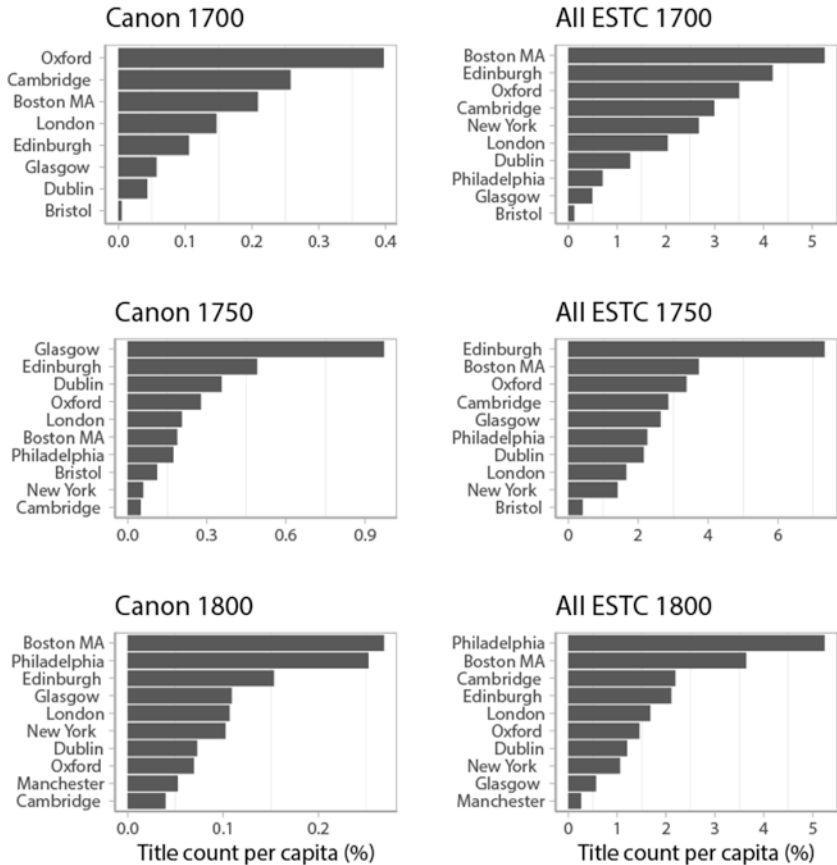 Canon 1700
Oxford
Cambridge
Boston MA
London
Edinburgh
Glasgow
Dublin
Bristol
0.0 0.1 0.2 0.3 0.4
All ESTC 1700
Boston MA
Edinburgh
Oxford
Cambridge
New York
London
Dublin
Philadelphia
Glasgow
Bristol
0 1 2 3 4 5
Canon 1750
Glasgow
Edinburgh
Dublin
Oxford
London
Boston MA
Philadelphia
Bristol
New York
Cambridge
0.0 0.3 0.6 0.9
All ESTC 1750
Edinburgh
Boston MA
Oxford
Cambridge
Glasgow
Philadelphia
Dublin
London
New York
Bristol
0 2 4 6
Canon 1800
Boston MA
Philadelphia
Edinburgh
Glasgow
London
New York
Dublin
Oxford
Manchester
Cambridge
0.0 0.1 0.2
Title count per capita (%)
All ESTC 1800
Philadelphia
Boston MA
Cambridge
Edinburgh
London
Oxford
Dublin
New York
Glasgow
Manchester
0 1 2 3 4 5
Title count per capita (%)